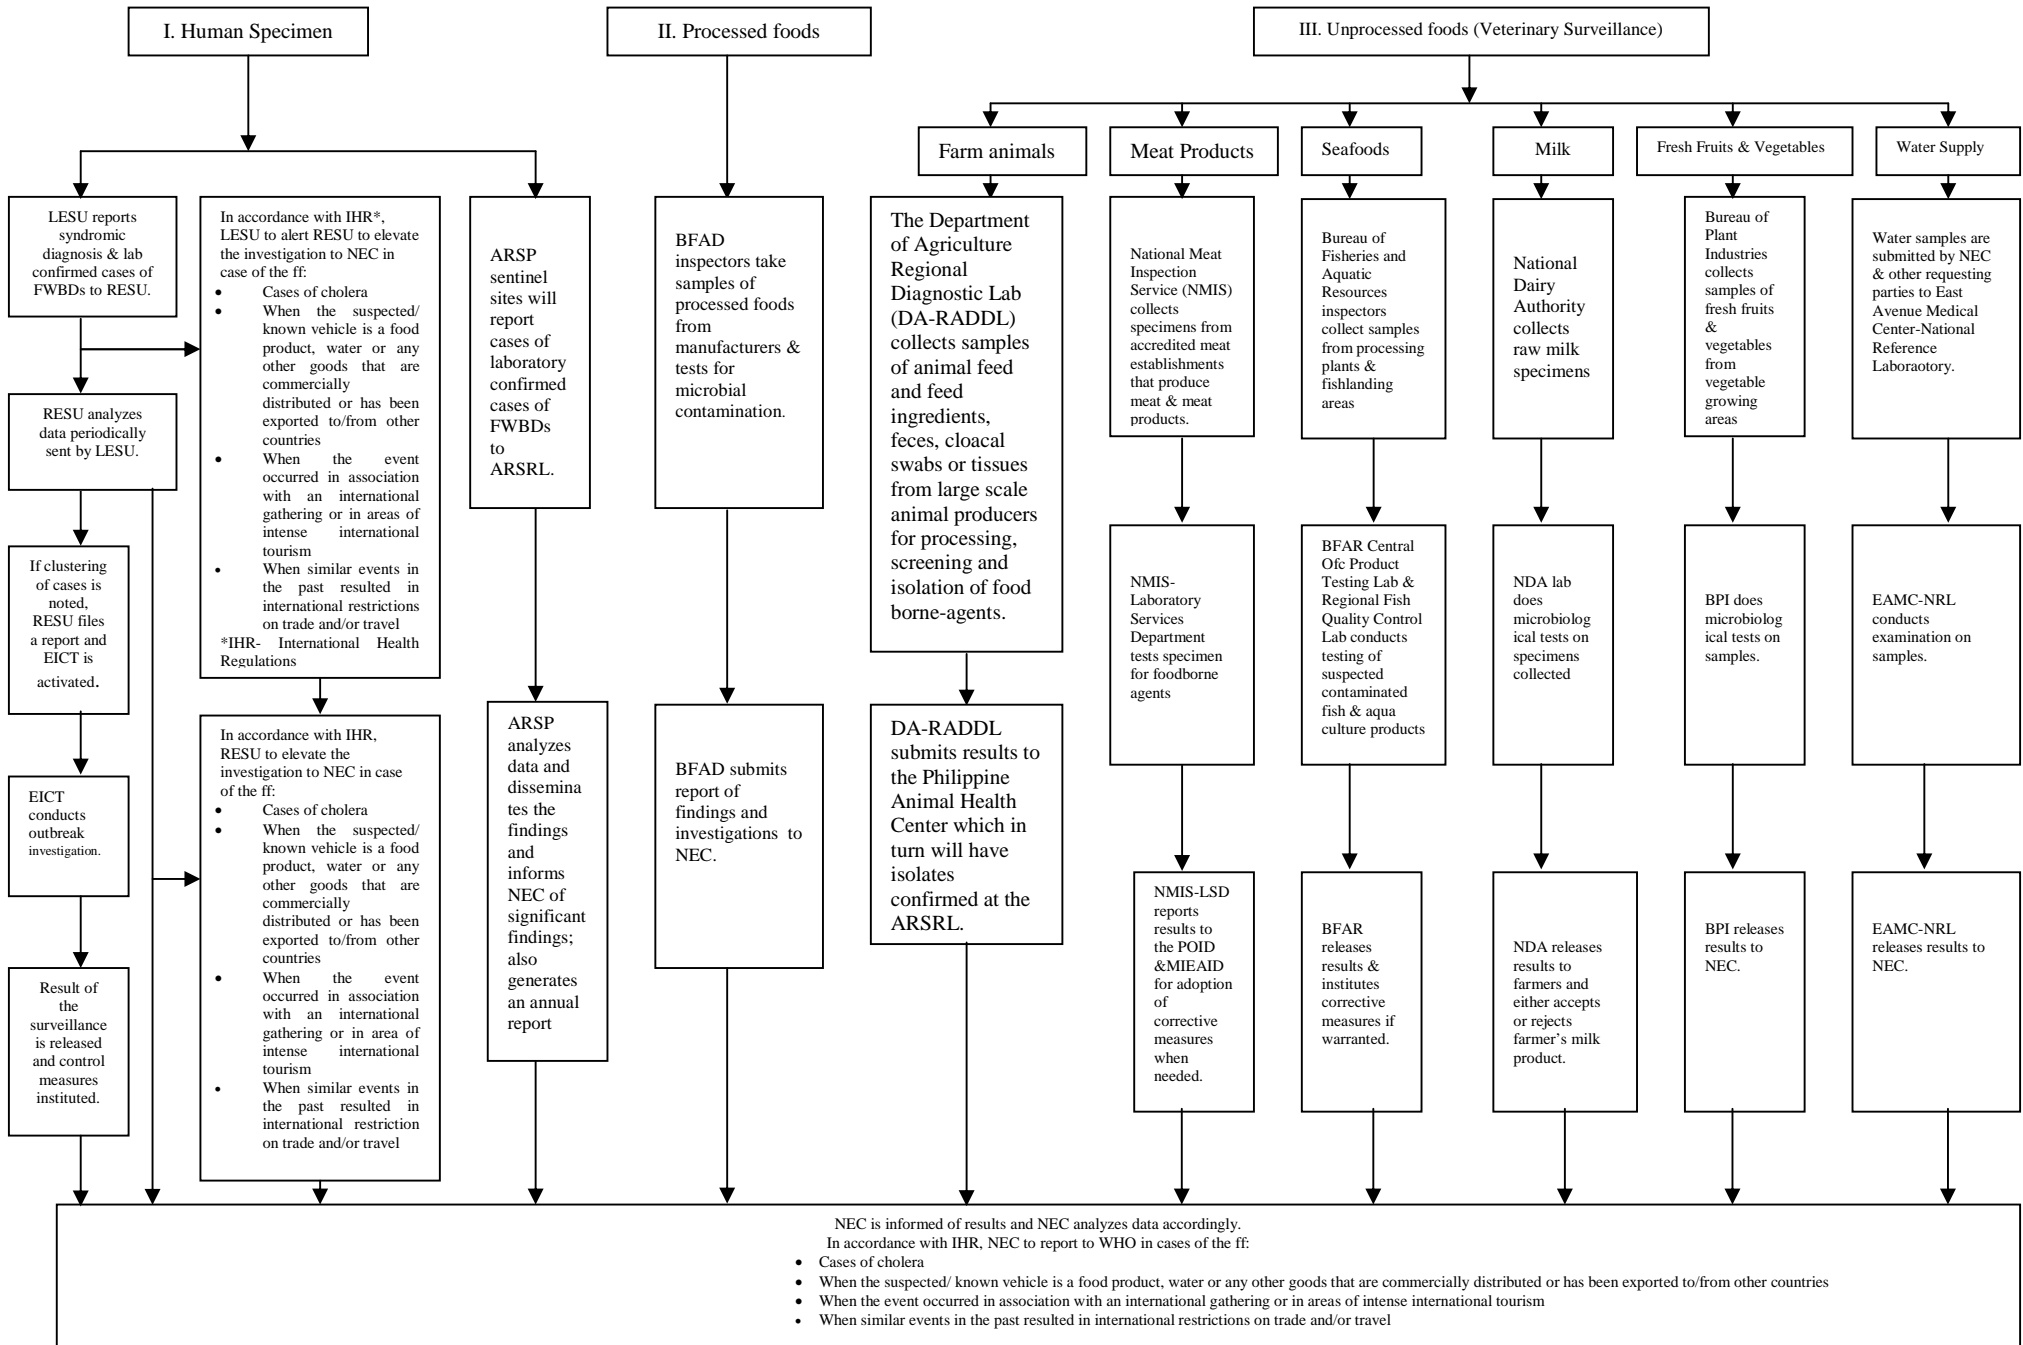 I. Human Specimen
II. Processed foods
III. Unprocessed foods (Veterinary Surveillance)
Farm animals
Meat Products
Seafoods
Milk
Fresh Fruits & Vegetables
Water Supply
LESU reports
syndromic
diagnosis & lab
confirmed cases of
FWBDs to RESU.
RESU analyzes
data periodically
sent by LESU.
If clustering
of cases is
noted,
RESU files
a report and
EICT is
activated.
EICT
conducts
outbreak
investigation.
Result of
the
surveillance
is released
and control
measures
instituted.
In accordance with IHR*,
LESU to alert RESU to elevate
the investigation to NEC in
case of the ff:
• Cases of cholera
• When the suspected/
known vehicle is a food
product, water or any
other goods that are
commercially
distributed or has been
exported to/from other
countries
• When the event
occurred in association
with an international
gathering or in areas of
intense international
tourism
• When similar events in
the past resulted in
international restrictions
on trade and/or travel
*IHR- International Health
Regulations
In accordance with IHR,
RESU to elevate the
investigation to NEC in case
of the ff:
• Cases of cholera
• When the suspected/
known vehicle is a food
product, water or any
other goods that are
commercially
distributed or has been
exported to/from other
countries
• When the event
occurred in association
with an international
gathering or in area of
intense international
tourism
• When similar events in
the past resulted in
international restriction
on trade and/or travel
ARSP
sentinel
sites will
report
cases of
laboratory
confirmed
cases of
FWBDs
to
ARSRL.
ARSP
analyzes
data and
dissemina
tes the
findings
and
informs
NEC of
significant
findings;
also
generates
an annual
report
BFAD
inspectors take
samples of
processed foods
from
manufacturers &
tests for
microbial
contamination.
BFAD submits
report of
findings and
investigations to
NEC.
The Department
of Agriculture
Regional
Diagnostic Lab
(DA-RADDL)
collects samples
of animal feed
and feed
ingredients,
feces, cloacal
swabs or tissues
from large scale
animal producers
for processing,
screening and
isolation of food
borne-agents.
DA-RADDL
submits results to
the Philippine
Animal Health
Center which in
turn will have
isolates
confirmed at the
ARSRL.
National Meat
Inspection
Service (NMIS)
collects
specimens from
accredited meat
establishments
that produce
meat & meat
products.
NMIS-
Laboratory
Services
Department
tests specimen
for foodborne
agents
NMIS-LSD
reports
results to
the POID
&MIEAID
for adoption
of
corrective
measures
when
needed.
Bureau of
Fisheries and
Aquatic
Resources
inspectors
collect samples
from processing
plants &
fishlanding
areas
BFAR Central
Ofc Product
Testing Lab &
Regional Fish
Quality Control
Lab conducts
testing of
suspected
contaminated
fish & aqua
culture products
BFAR
releases
results &
institutes
corrective
measures if
warranted.
National
Dairy
Authority
collects
raw milk
specimens
NDA lab
does
microbiolog
ical tests on
specimens
collected
NDA releases
results to
farmers and
either accepts
or rejects
farmer's milk
product.
Bureau of
Plant
Industries
collects
samples of
fresh fruits
&
vegetables
from
vegetable
growing
areas
BPI does
microbiolog
ical tests on
samples.
BPI releases
results to
NEC.
Water samples are
submitted by NEC
& other requesting
parties to East
Avenue Medical
Center-National
Reference
Laboraotory.
EAMC-NRL
conducts
examination on
samples.
EAMC-NRL
releases results to
NEC.
NEC is informed of results and NEC analyzes data accordingly.
In accordance with IHR, NEC to report to WHO in cases of the ff:
• Cases of cholera
• When the suspected/ known vehicle is a food product, water or any other goods that are commercially distributed or has been exported to/from other countries
• When the event occurred in association with an international gathering or in areas of intense international tourism
• When similar events in the past resulted in international restrictions on trade and/or travel